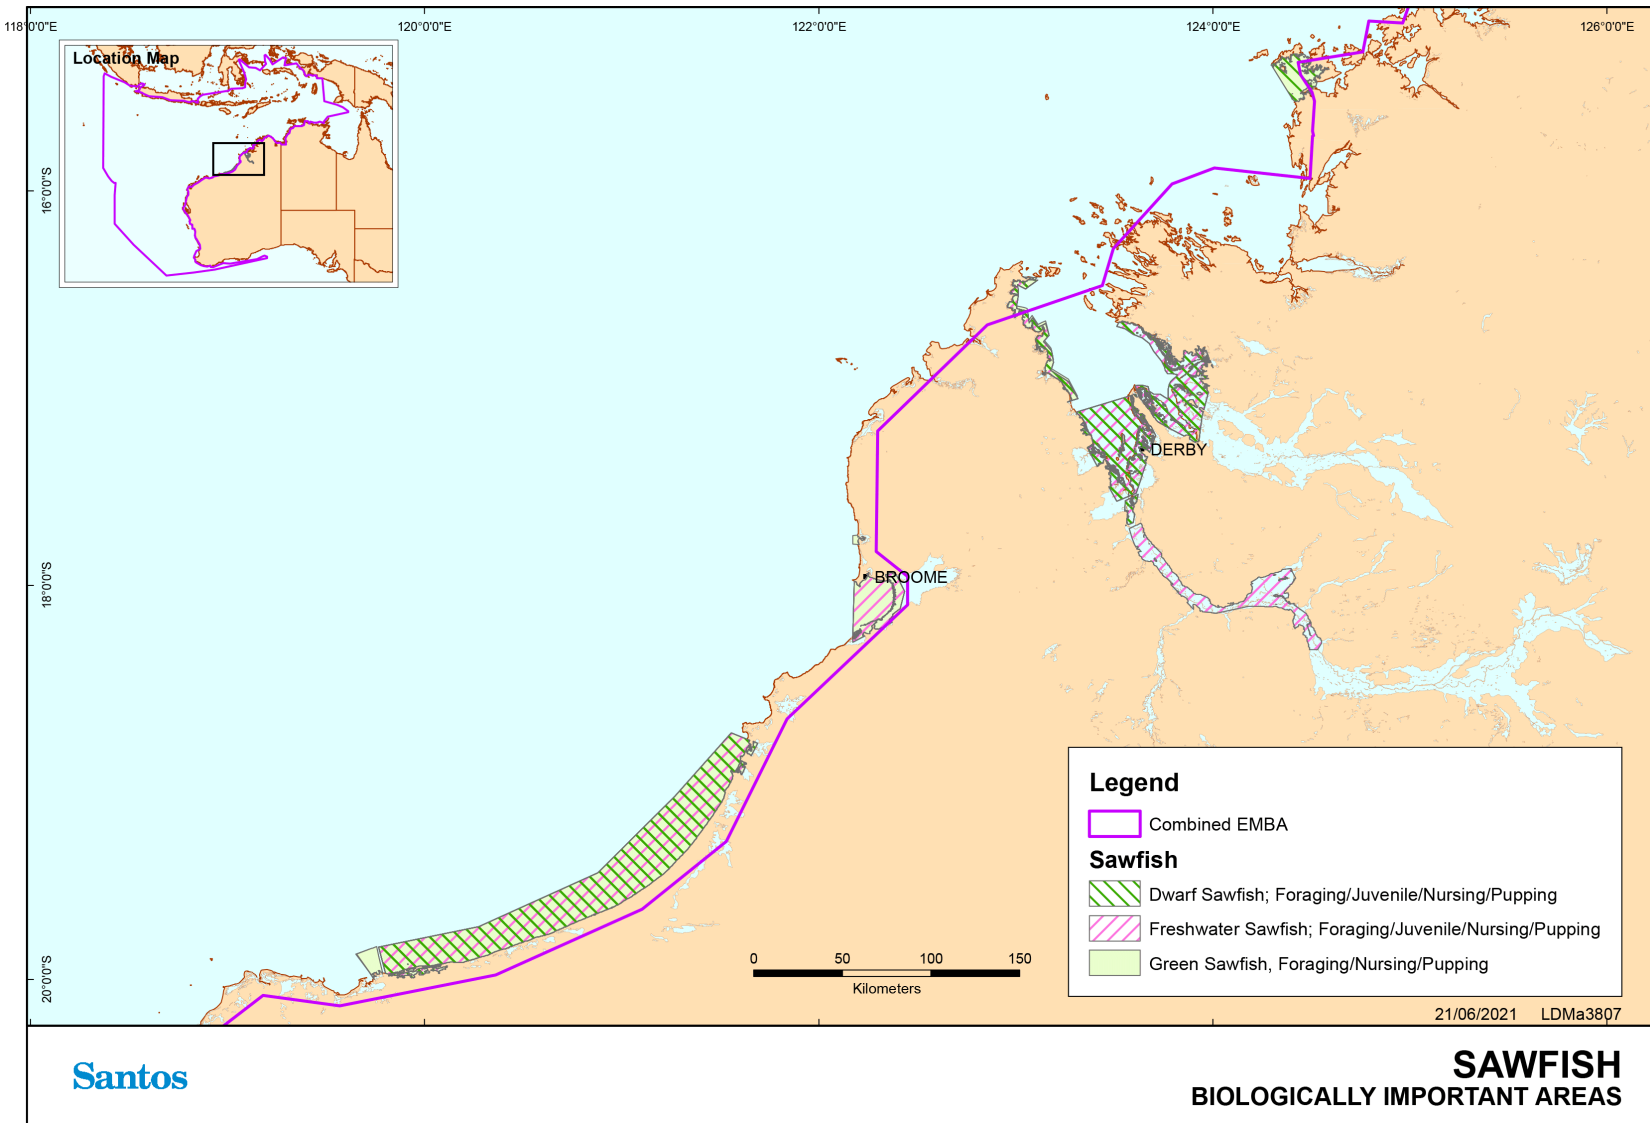 118°0'0"E
120°0'0"E
122°0'0"E
124°0'0"E
126°0'0"E
Location Map
16°0'0"S
18°0'0"S
20°0'0"S
DERBY
BROOME
Legend
Combined EMBA
Sawfish
Dwarf Sawfish; Foraging/Juvenile/Nursing/Pupping
Freshwater Sawfish; Foraging/Juvenile/Nursing/Pupping
Green Sawfish, Foraging/Nursing/Pupping
0 50 100 150
Kilometers
21/06/2021 LDMa3807
Santos
SAWFISH
BIOLOGICALLY IMPORTANT AREAS